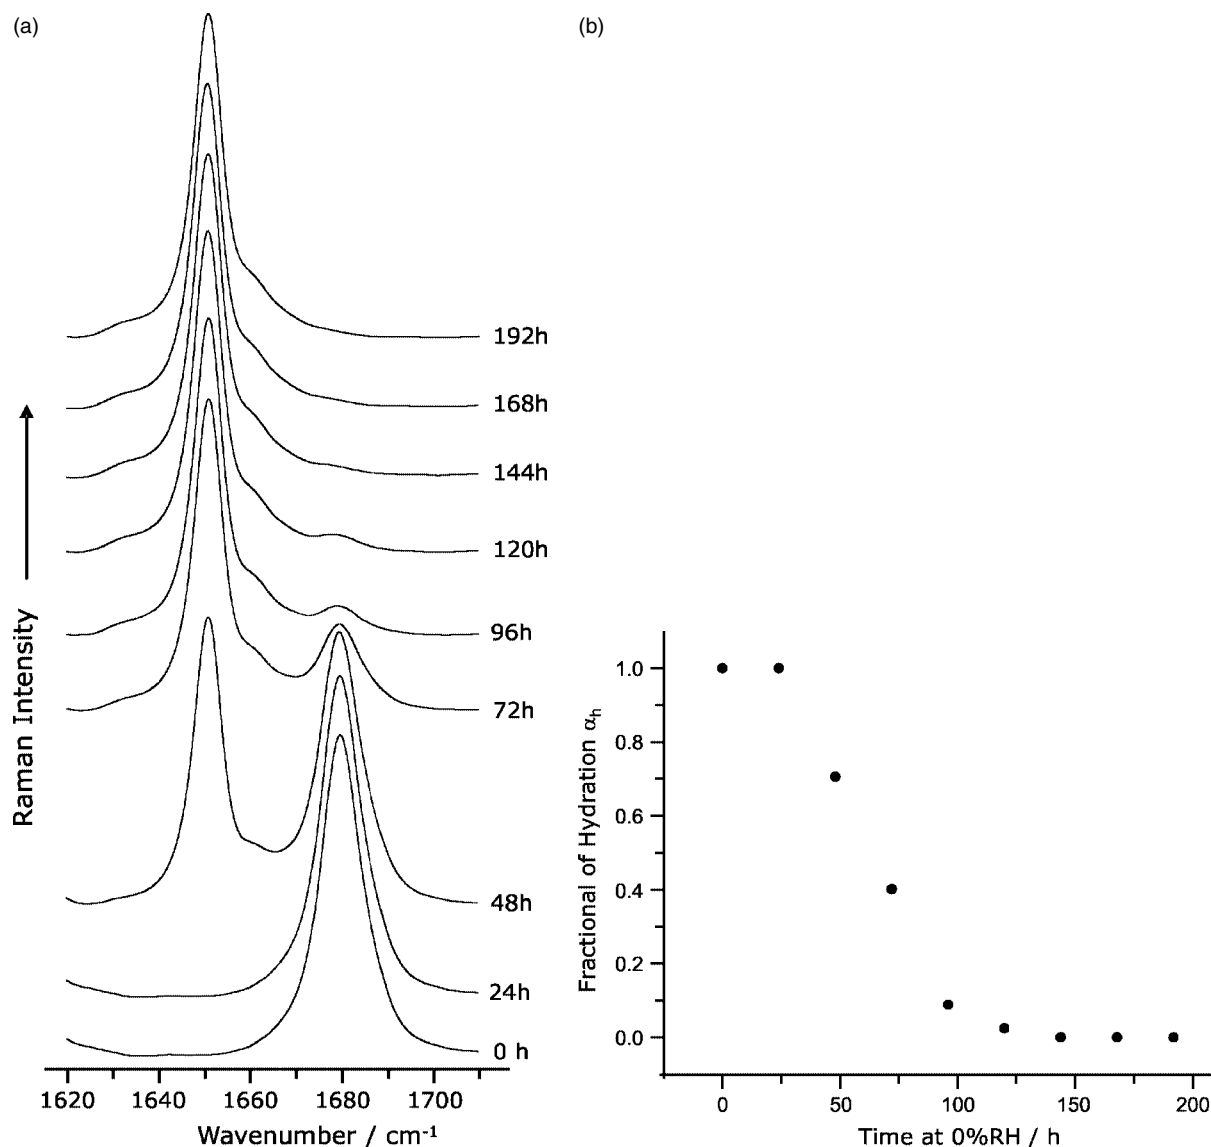 (a)
Raman Intensity
192h
168h
144h
120h
96h
72h
48h
24h
0 h
1620 1640 1660 1680 1700
Wavenumber / cm⁻¹
(b)
Fractional of Hydration αₕ
1.0
0.8
0.6
0.4
0.2
0.0
0 50 100 150 200
Time at 0%RH / h